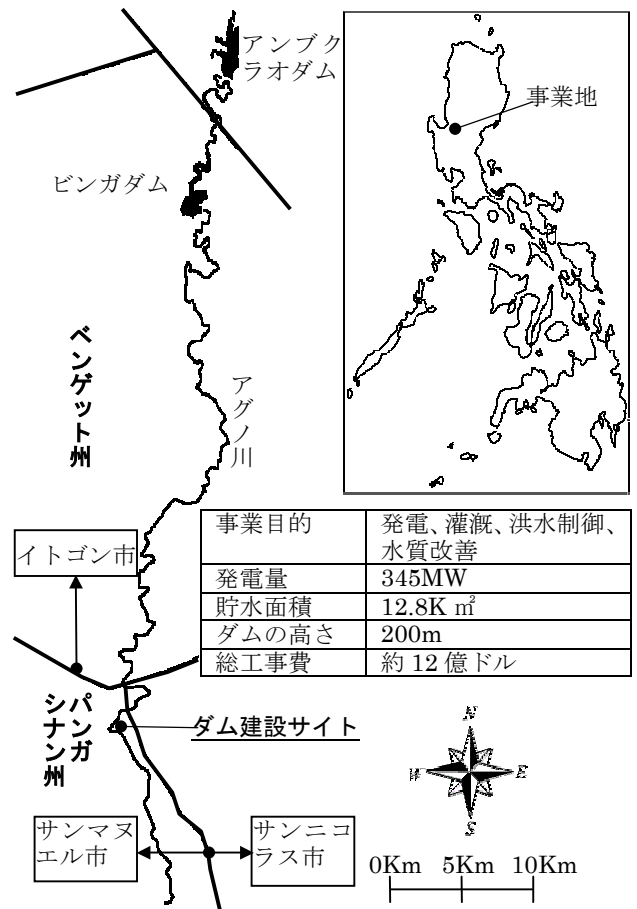 アンブク
ラオダム
事業地
ビンガダム
ベンゲット州
アグノ川
事業目的 発電、灌漑、洪水制御、
水質改善
発電量 345MW
貯水面積 12.8K ㎡
ダムの高さ 200m
総工事費 約 12 億ドル
イトゴン市
パンガ
シナン州
ダム建設サイト
N
W E
S
サンマヌ
エル市
サンニコ
ラス市
0Km 5Km 10Km